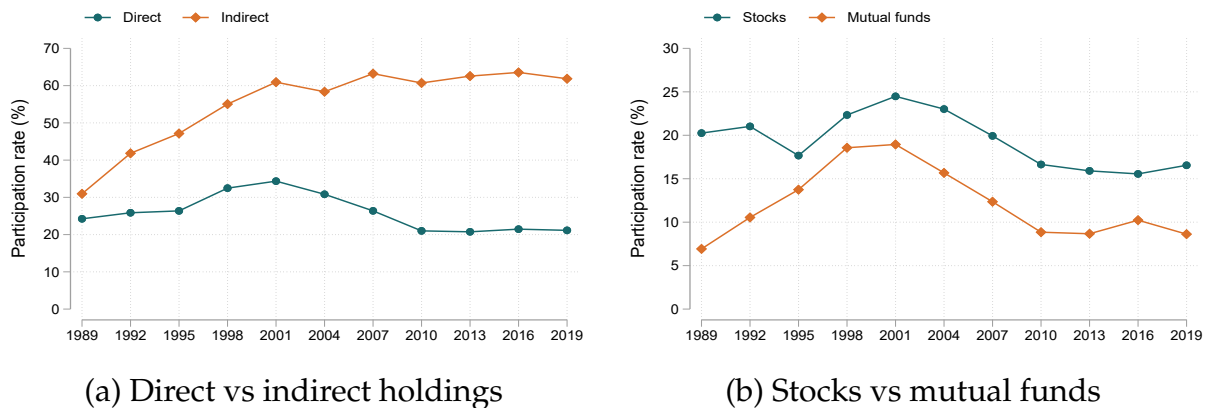 Direct Indirect
Participation rate (%)
70
60
50
40
30
20
10
0
1989 1992 1995 1998 2001 2004 2007 2010 2013 2016 2019
(a) Direct vs indirect holdings
Stocks Mutual funds
Participation rate (%)
30
25
20
15
10
5
0
1989 1992 1995 1998 2001 2004 2007 2010 2013 2016 2019
(b) Stocks vs mutual funds